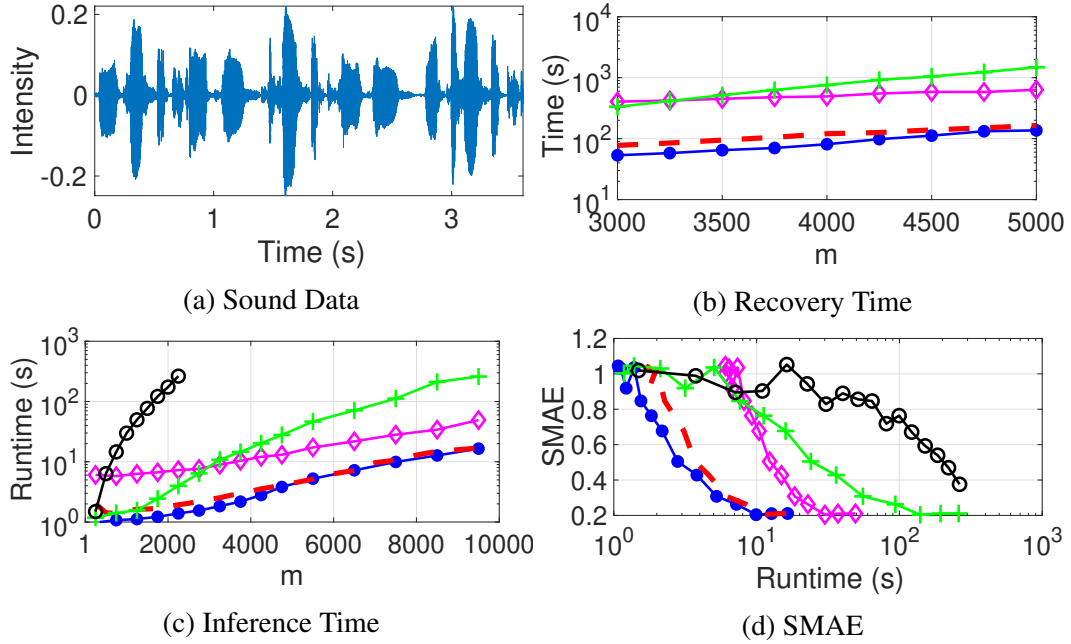 0.2
0
-0.2
Intensity
0 1 2 3
Time (s)
(a) Sound Data
10^4
10^3
10^2
10^1
Time (s)
3000 3500 4000 4500 5000
m
(b) Recovery Time
10^3
10^2
10^1
10^0
Runtime (s)
1 2000 4000 6000 8000 10000
m
(c) Inference Time
1.2
1
0.8
0.6
0.4
0.2
SMAE
10^0 10^1 10^2 10^3
Runtime (s)
(d) SMAE